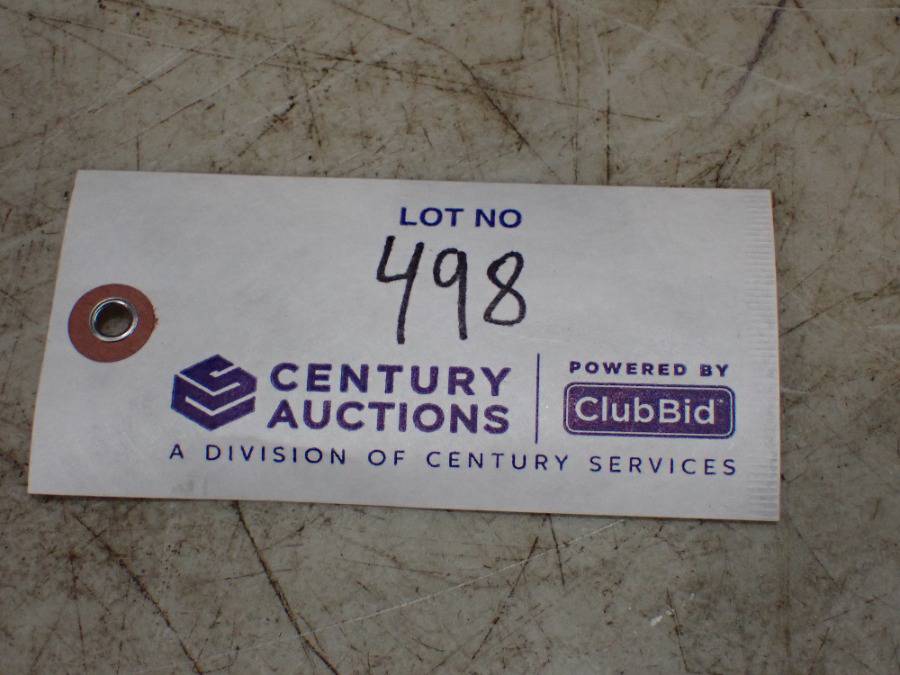 LOT NO
498
CENTURY
AUCTIONS
POWERED BY
ClubBid
A DIVISION OF CENTURY SERVICES